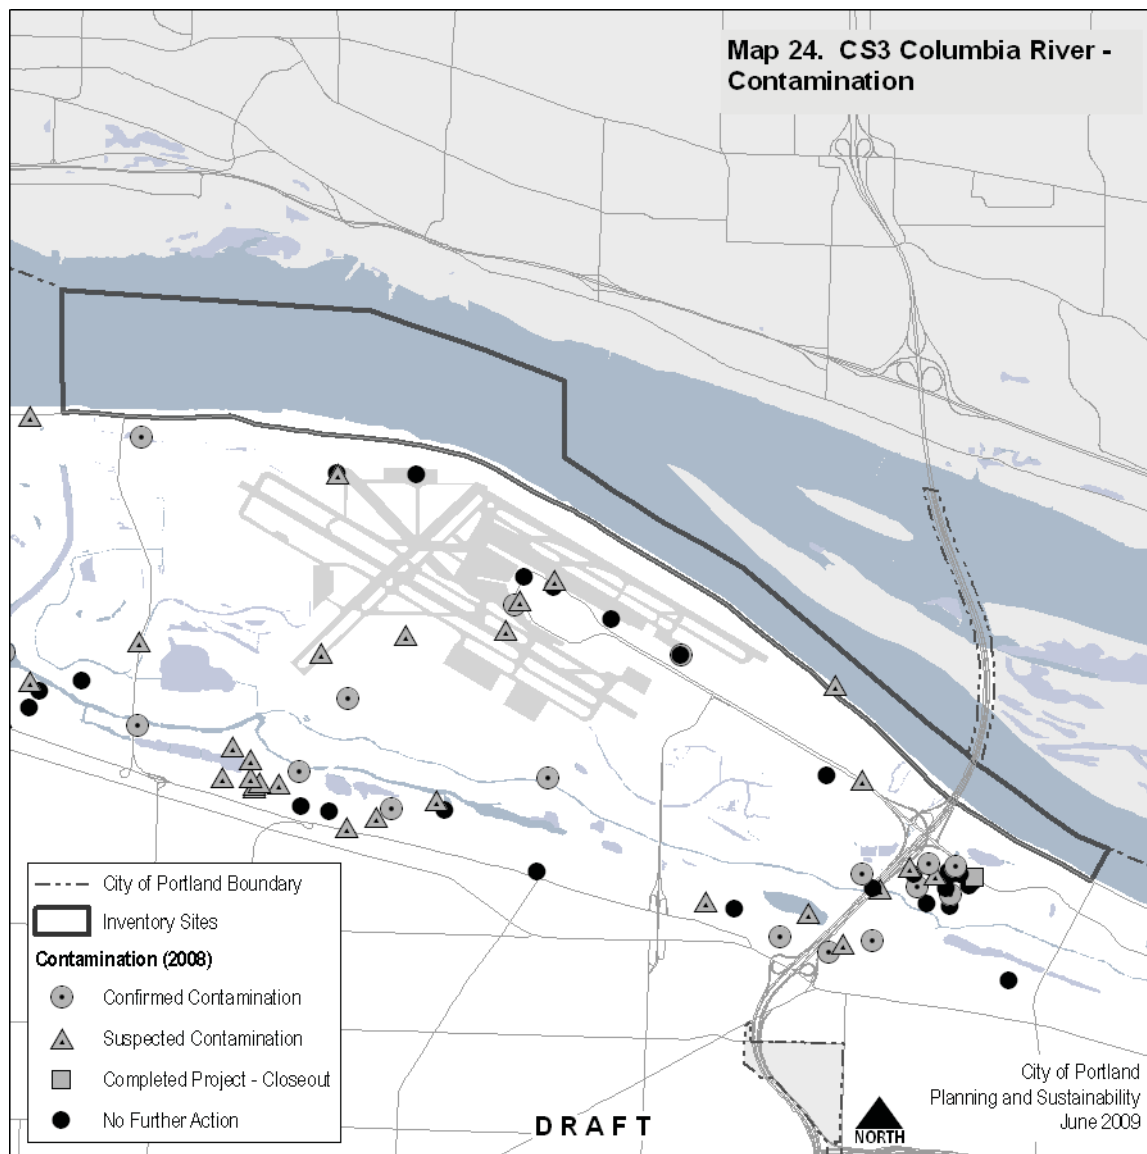 Map 24. CS3 Columbia River -
Contamination
City of Portland Boundary
Inventory Sites
Contamination (2008)
Confirmed Contamination
Suspected Contamination
Completed Project - Closeout
No Further Action
DRAFT
NORTH
City of Portland
Planning and Sustainability
June 2009